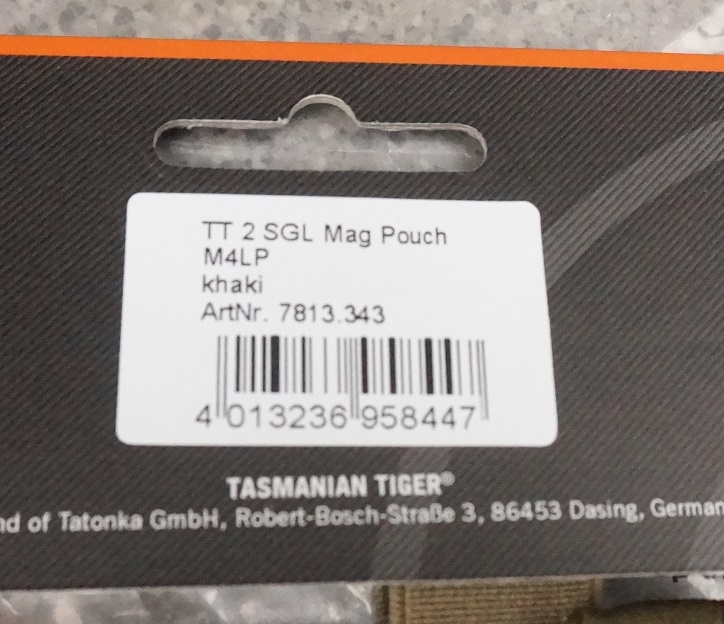 TT 2 SGL Mag Pouch
M4LP
khaki
ArtNr. 7813.343
4 013236 958447
TASMANIAN TIGER®
of Tatonka GmbH, Robert-Bosch-Straße 3, 86453 Dasing,